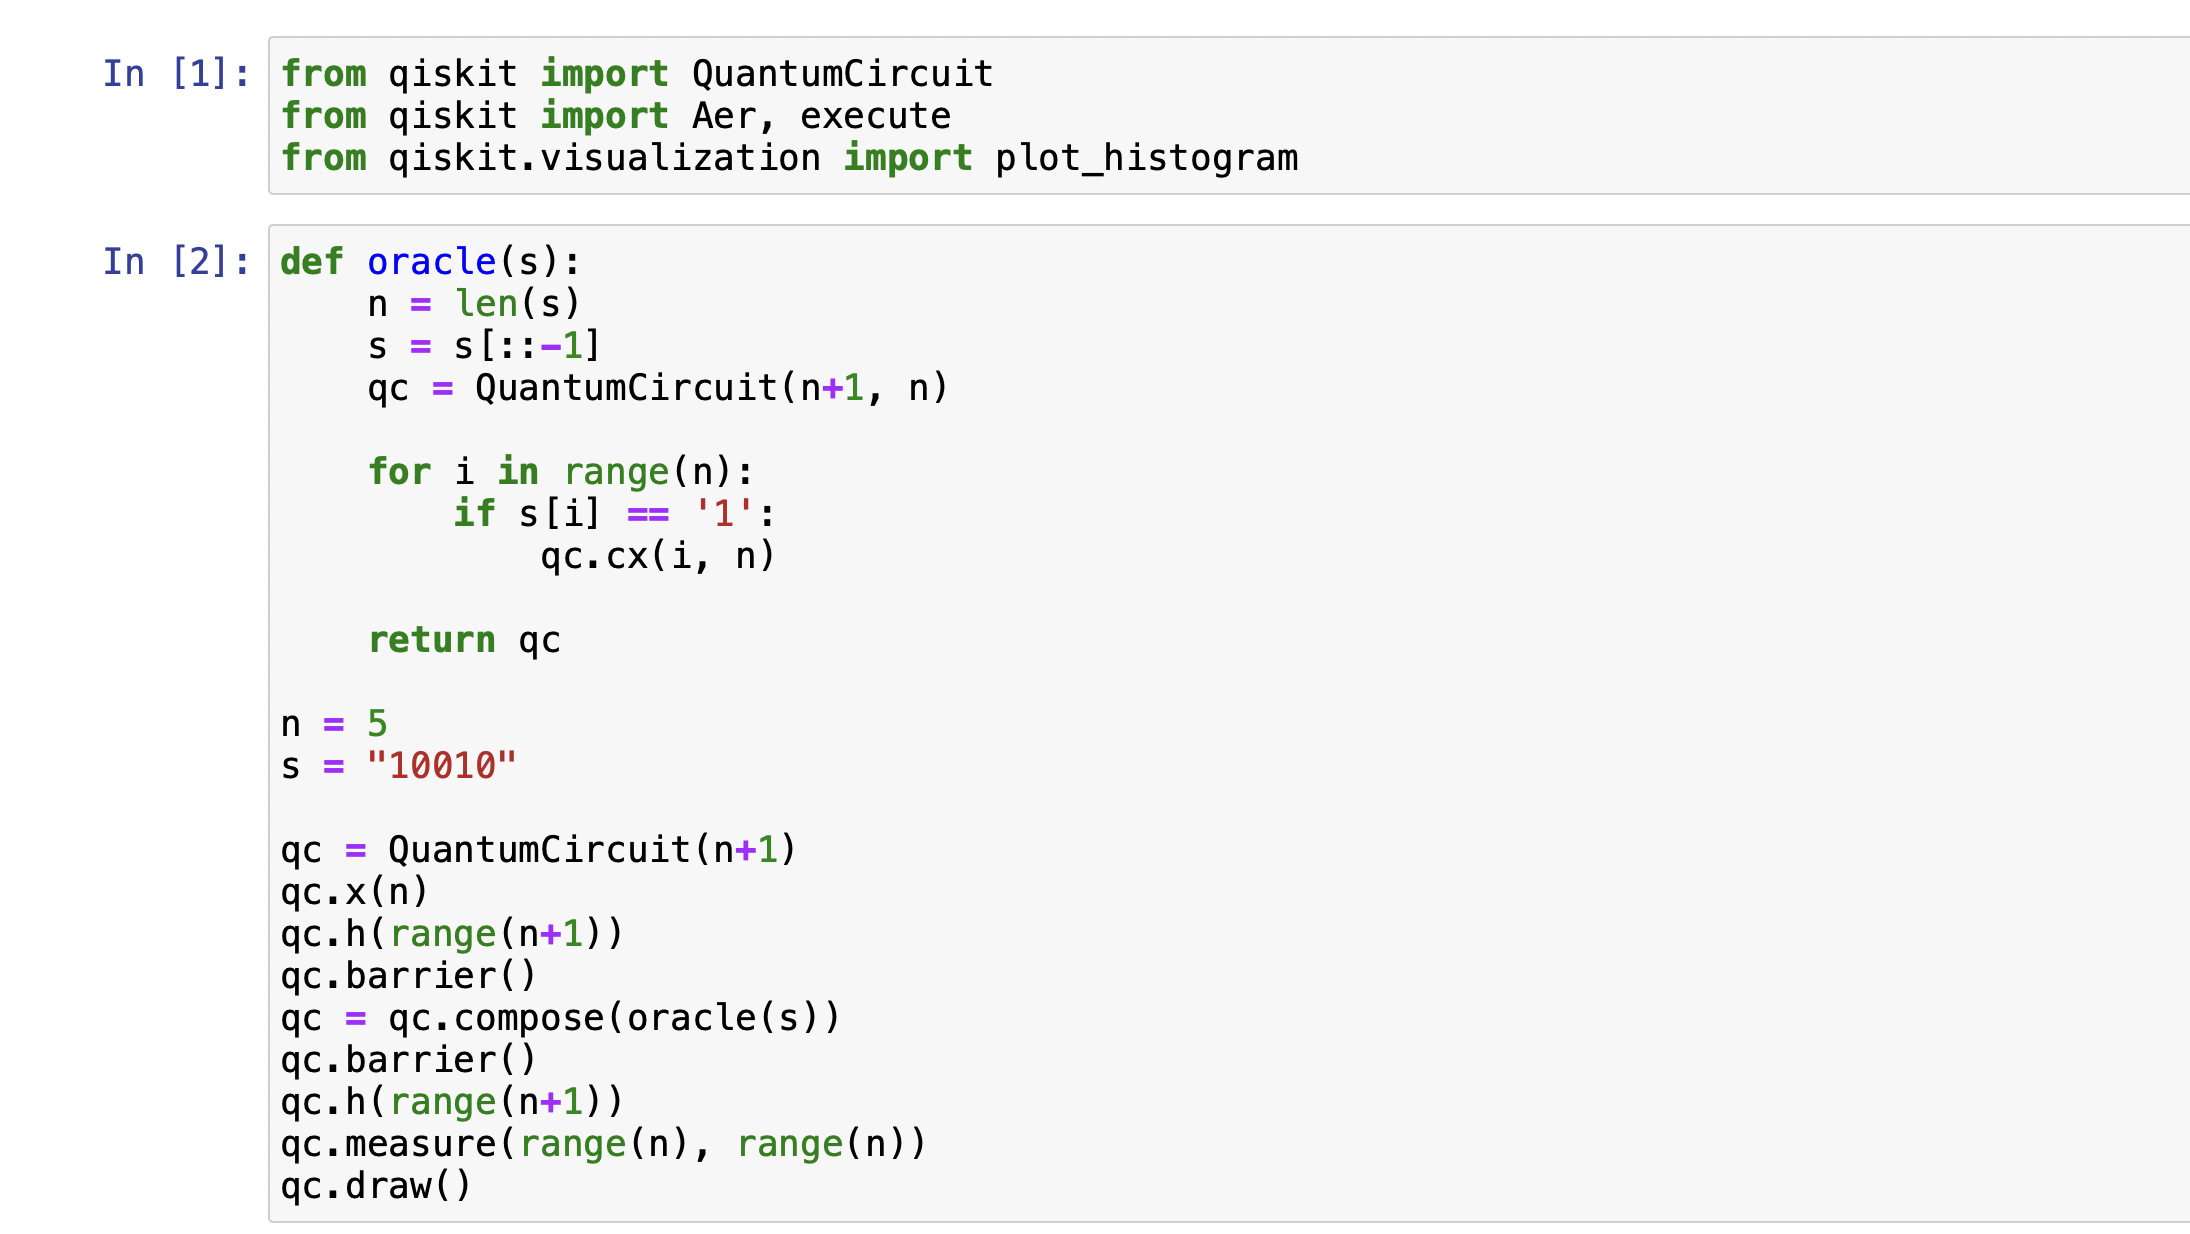 In [1]: from qiskit import QuantumCircuit
from qiskit import Aer, execute
from qiskit.visualization import plot_histogram
In [2]: def oracle(s):
    n = len(s)
    s = s[::-1]
    qc = QuantumCircuit(n+1, n)
    for i in range(n):
        if s[i] == '1':
            qc.cx(i, n)
    return qc
n = 5
s = "10010"
qc = QuantumCircuit(n+1)
qc.x(n)
qc.h(range(n+1))
qc.barrier()
qc = qc.compose(oracle(s))
qc.barrier()
qc.h(range(n+1))
qc.measure(range(n), range(n))
qc.draw()